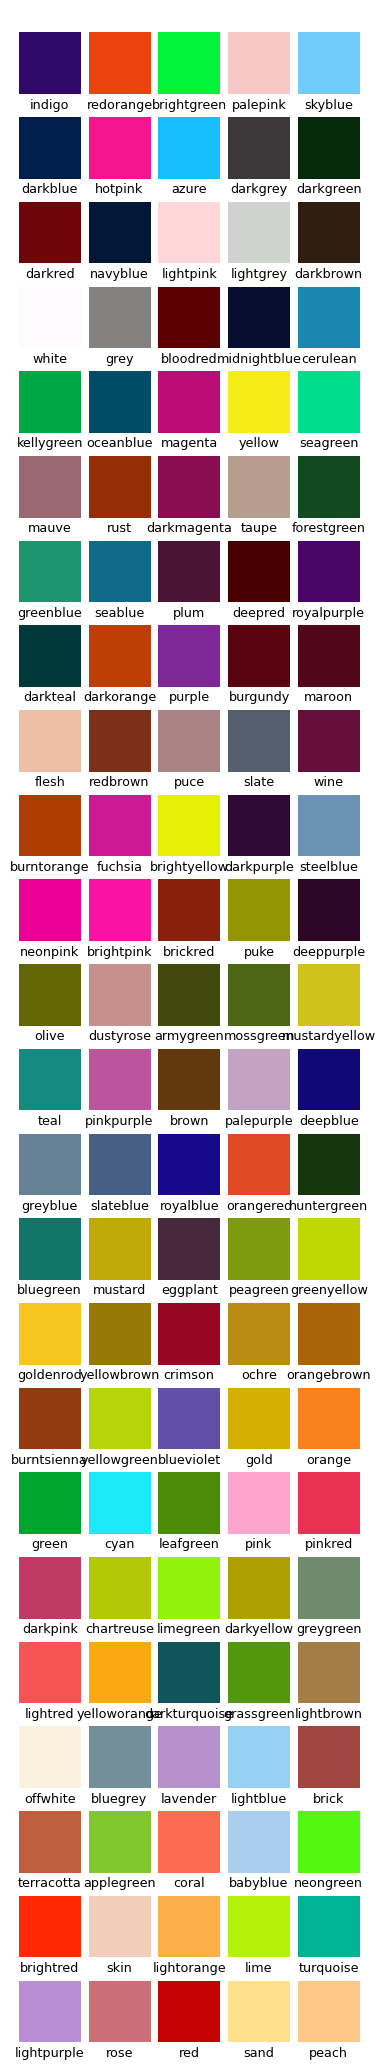 indigo redorange brightgreen palepink skyblue
darkblue hotpink azure darkgrey darkgreen
darkred navyblue lightpink lightgrey darkbrown
white grey bloodred midnightblue cerulean
kellygreen oceanblue magenta yellow seagreen
mauve rust darkmagenta taupe forestgreen
greenblue seablue plum deepred royalpurple
darkteal darkorange purple burgundy maroon
flesh redbrown puce slate wine
burntorange fuchsia brightyellow darkpurple steelblue
neonpink brightpink brickred puke deeppurple
olive dustyrose armygreen mossgreen mustardyellow
teal pinkpurple brown palepurple deepblue
greyblue slateblue royalblue orangered huntergreen
bluegreen mustard eggplant peagreen greenyellow
goldenrod yellowbrown crimson ochre orangebrown
burntsienna yellowgreen blueviolet gold orange
green cyan leafgreen pink pinkred
darkpink chartreuse limegreen darkyellow greygreen
lightred yelloworange darkturquoise grassgreen lightbrown
offwhite bluegrey lavender lightblue brick
terracotta applegreen coral babyblue neongreen
brightred skin lightorange lime turquoise
lightpurple rose red sand peach